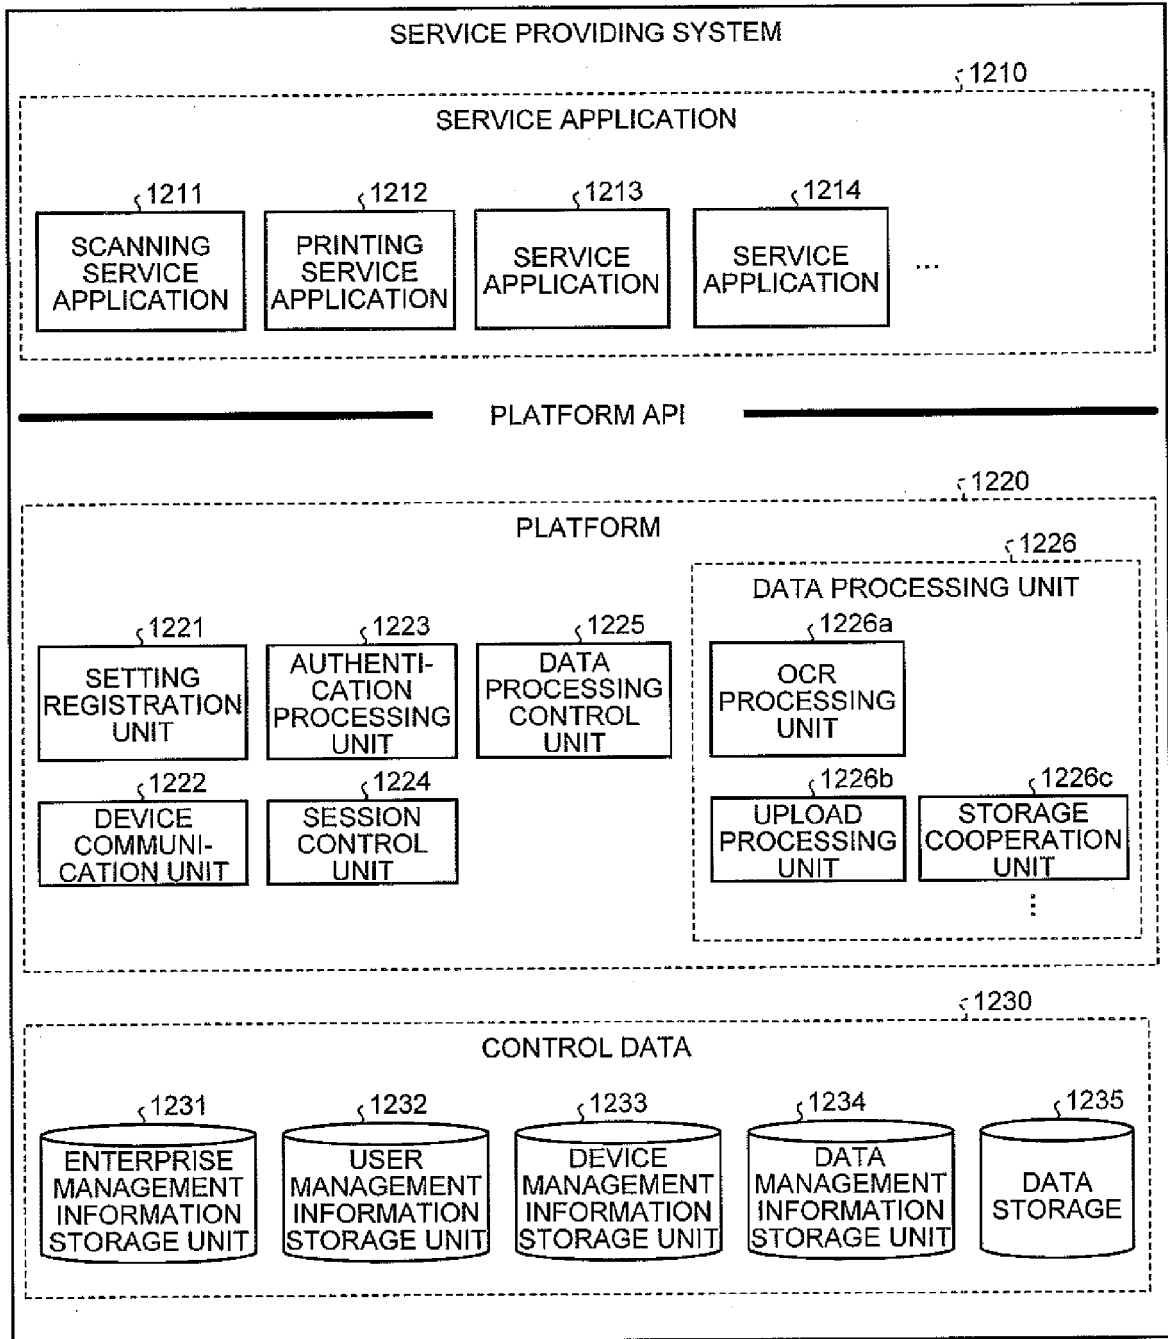 SERVICE PROVIDING SYSTEM
1210
SERVICE APPLICATION
1211
SCANNING
SERVICE
APPLICATION
1212
PRINTING
SERVICE
APPLICATION
1213
SERVICE
APPLICATION
1214
SERVICE
APPLICATION
...
PLATFORM API
1220
PLATFORM
1221
SETTING
REGISTRATION
UNIT
1223
AUTHENTI-
CATION
PROCESSING
UNIT
1225
DATA
PROCESSING
CONTROL
UNIT
1222
DEVICE
COMMUNI-
CATION UNIT
1224
SESSION
CONTROL
UNIT
1226
DATA PROCESSING UNIT
1226a
OCR
PROCESSING
UNIT
1226b
UPLOAD
PROCESSING
UNIT
1226c
STORAGE
COOPERATION
UNIT
⋮
1230
CONTROL DATA
1231
ENTERPRISE
MANAGEMENT
INFORMATION
STORAGE UNIT
1232
USER
MANAGEMENT
INFORMATION
STORAGE UNIT
1233
DEVICE
MANAGEMENT
INFORMATION
STORAGE UNIT
1234
DATA
MANAGEMENT
INFORMATION
STORAGE UNIT
1235
DATA
STORAGE